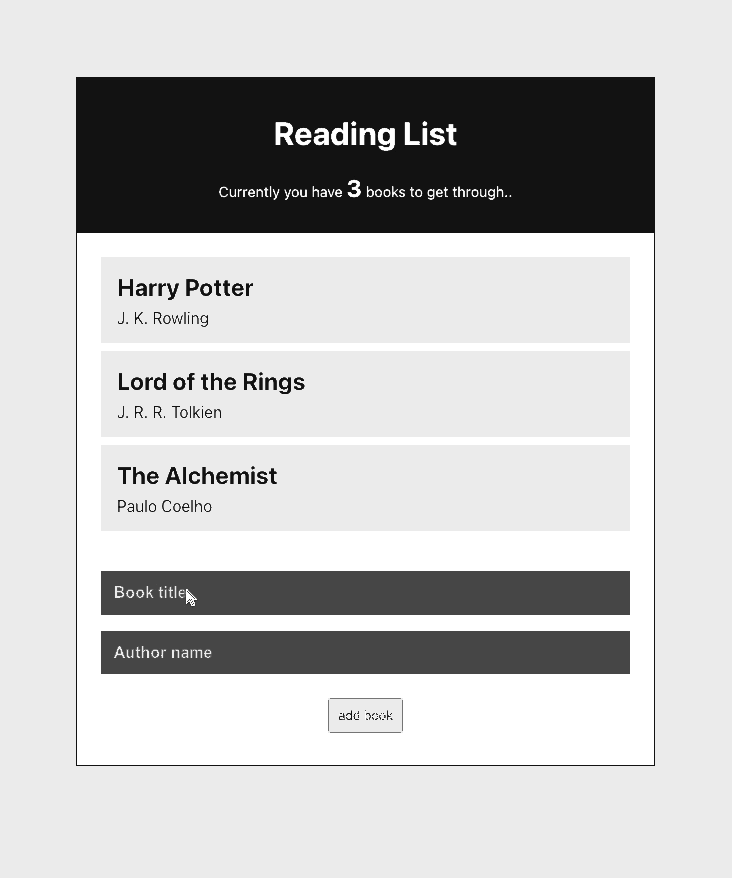 Reading List
Currently you have 3 books to get through..
Harry Potter
J. K. Rowling
Lord of the Rings
J. R. R. Tolkien
The Alchemist
Paulo Coelho
Book title
Author name
add book